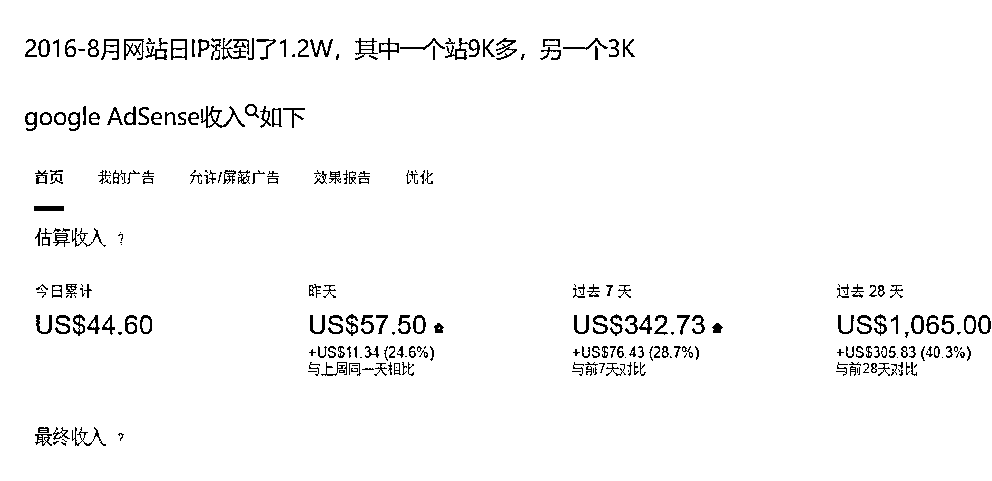 2016-8月网站日IP涨到了1.2W，其中一个站9K多，另一个3K
google AdSense收入如下
首页 我的广告 允许/屏蔽广告 效果报告 优化
估算收入 ?
今日累计 昨天 过去 7 天 过去 28 天
US$44.60 US$57.50 US$342.73 US$1,065.00
+US$11.34 (24.6%) +US$76.43 (28.7%) +US$305.83 (40.3%)
与上周同一天相比 与前7天对比 与前28天对比
最终收入 ?